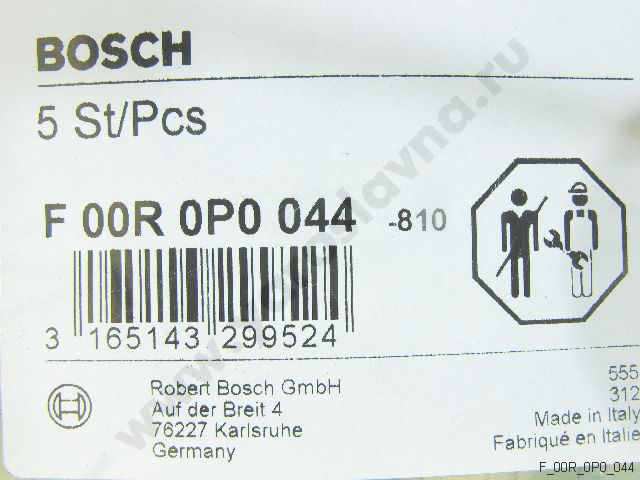 BOSCH
5 St/Pcs
F 00R 0P0 044 -810
3 165143 299524
Robert Bosch GmbH
Auf der Breit 4
76227 Karlsruhe
Germany
555
312
Made in Italy
Fabriqué en Italie
F_00R_0P0_044